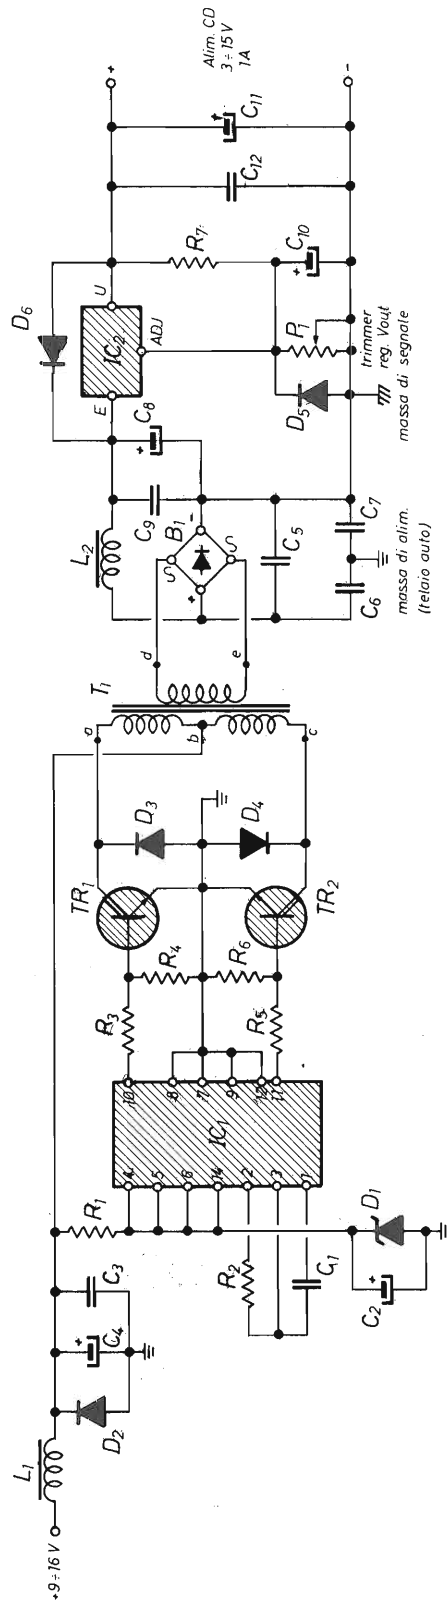 +9÷16 V
L1
D2
C4
+
C3
R1
D1
C2
+
R2
C1
4
5
6
14
2
3
1
IC1
10
8
7
9
12
11
R3
R5
R4
R6
TR1
TR2
D3
D4
a
b
c
T1
d
e
B1
S
S
+
-
L2
C9
C5
C6
C7
massa di alim.
(telaio auto)
C8
+
E
IC2
U
ADJ
D6
D5
P1
trimmer
reg. Vout
massa di segnale
R7
C10
+
C12
C11
+
+
-
Alim. CD
3÷15 V
1A